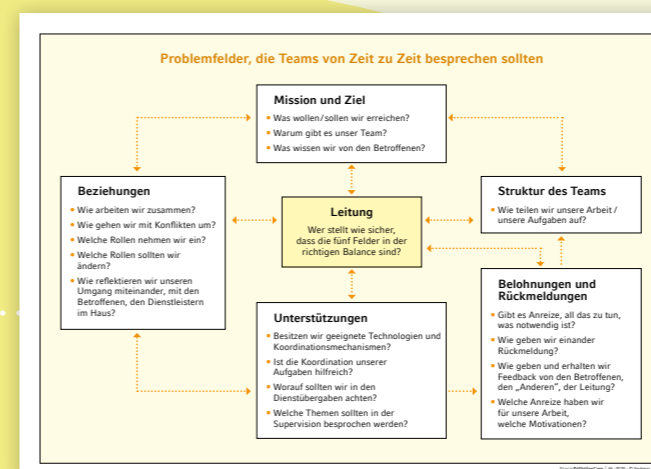 Problemfelder, die Teams von Zeit zu Zeit besprechen sollten
Mission und Ziel
• Was wollen/sollen wir erreichen?
• Warum gibt es unser Team?
• Was wissen wir von den Betroffenen?
Beziehungen
• Wie arbeiten wir zusammen?
• Wie gehen wir mit Konflikten um?
• Welche Rollen nehmen wir ein?
• Welche Rollen sollten wir
ändern?
• Wie reflektieren wir unseren
Umgang miteinander, mit den
Betroffenen, den Dienstleistern
im Haus?
Leitung
Wer stellt wie sicher,
dass die fünf Felder in der
richtigen Balance sind?
Struktur des Teams
• Wie teilen wir unsere Arbeit /
unsere Aufgaben auf?
Unterstützungen
• Besitzen wir geeignete Technologien und
Koordinationsmechanismen?
• Ist die Koordination unserer
Aufgaben hilfreich?
• Worauf sollten wir in den
Dienstübergaben achten?
• Welche Themen sollten in der
Supervision besprochen werden?
Belohnungen und
Rückmeldungen
• Gibt es Anreize, all das zu tun,
was notwendig ist?
• Wie geben wir einander
Rückmeldung?
• Wie geben und erhalten wir
Feedback von den Betroffenen,
den „Anderen", der Leitung?
• Welche Anreize haben wir
für unsere Arbeit,
welche Motivationen?